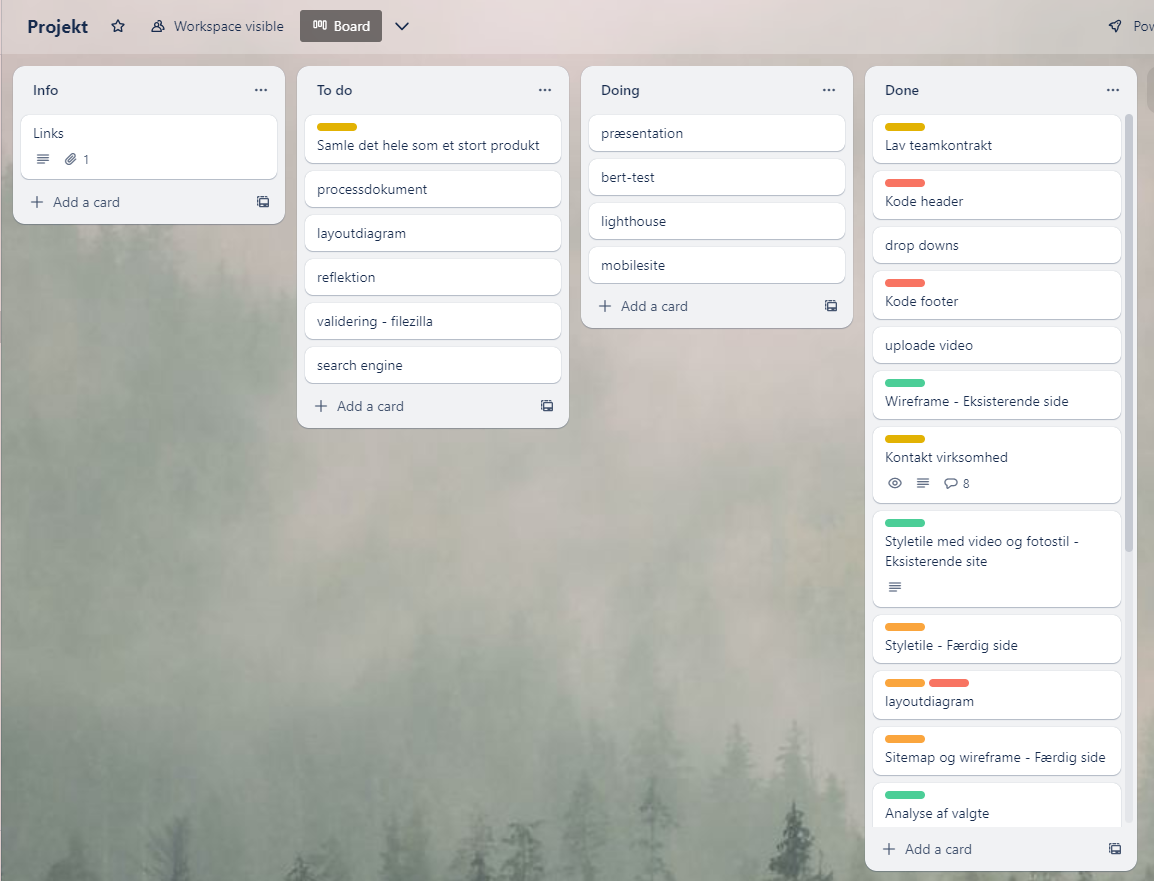 Projekt
Workspace visible
Board
Info
Links
1
Add a card
To do
Samle det hele som et stort produkt
processdokument
layoutdiagram
reflektion
validering - filezilla
search engine
Add a card
Doing
præsentation
bert-test
lighthouse
mobilesite
Add a card
Done
Lav teamkontrakt
Kode header
drop downs
Kode footer
uploade video
Wireframe - Eksisterende side
Kontakt virksomhed
8
Styletile med video og fotostil -
Eksisterende site
Styletile - Færdig side
layoutdiagram
Sitemap og wireframe - Færdig side
Analyse af valgte
Add a card